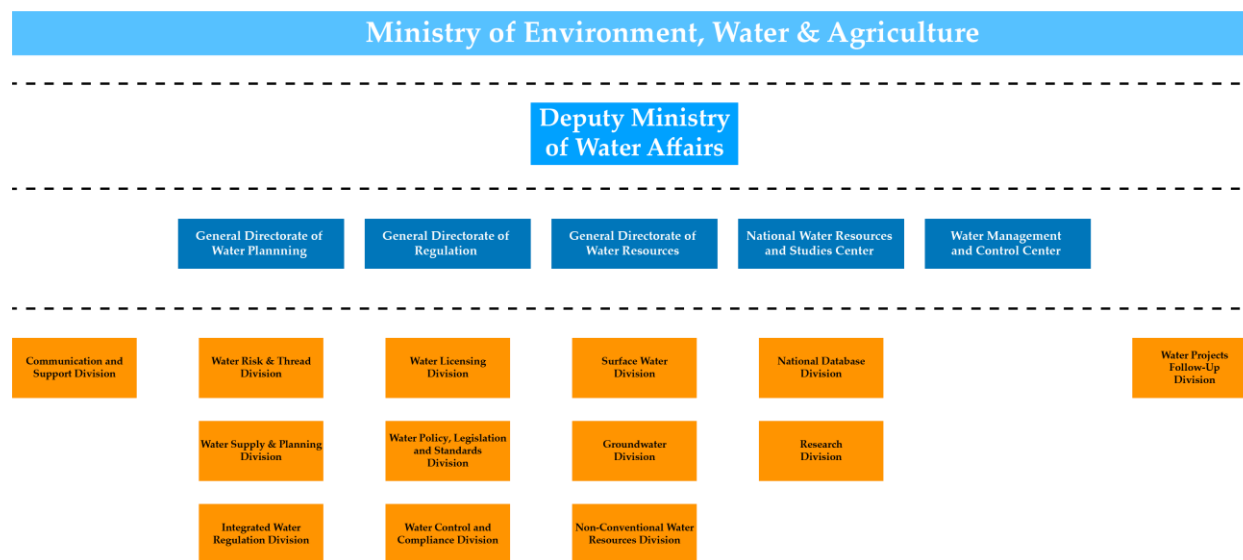 Ministry of Environment, Water & Agriculture
Deputy Ministry
of Water Affairs
General Directorate of
Water Plannning
General Directorate of
Regulation
General Directorate of
Water Resources
National Water Resources
and Studies Center
Water Management
and Control Center
Communication and
Support Division
Water Risk & Thread
Division
Water Licensing
Division
Surface Water
Division
National Database
Division
Water Projects
Follow-Up
Division
Water Supply & Planning
Division
Water Policy, Legislation
and Standards
Division
Groundwater
Division
Research
Division
Integrated Water
Regulation Division
Water Control and
Compliance Division
Non-Conventional Water
Resources Division